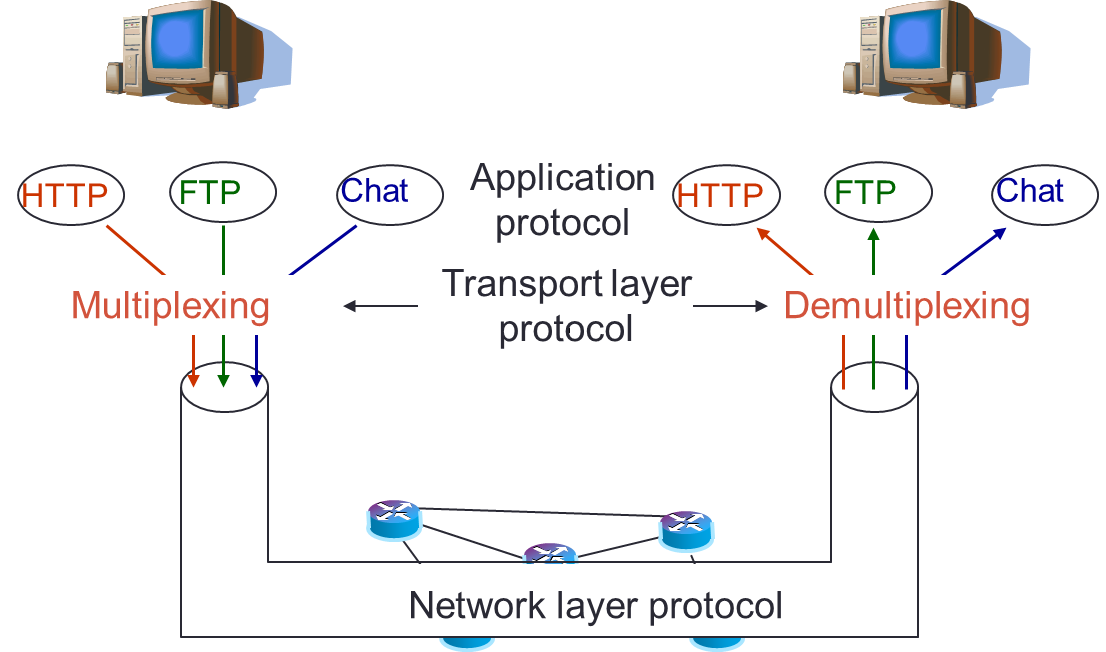 HTTP
FTP
Chat
Application
protocol
HTTP
FTP
Chat
Multiplexing
Transport layer
protocol
Demultiplexing
Network layer protocol